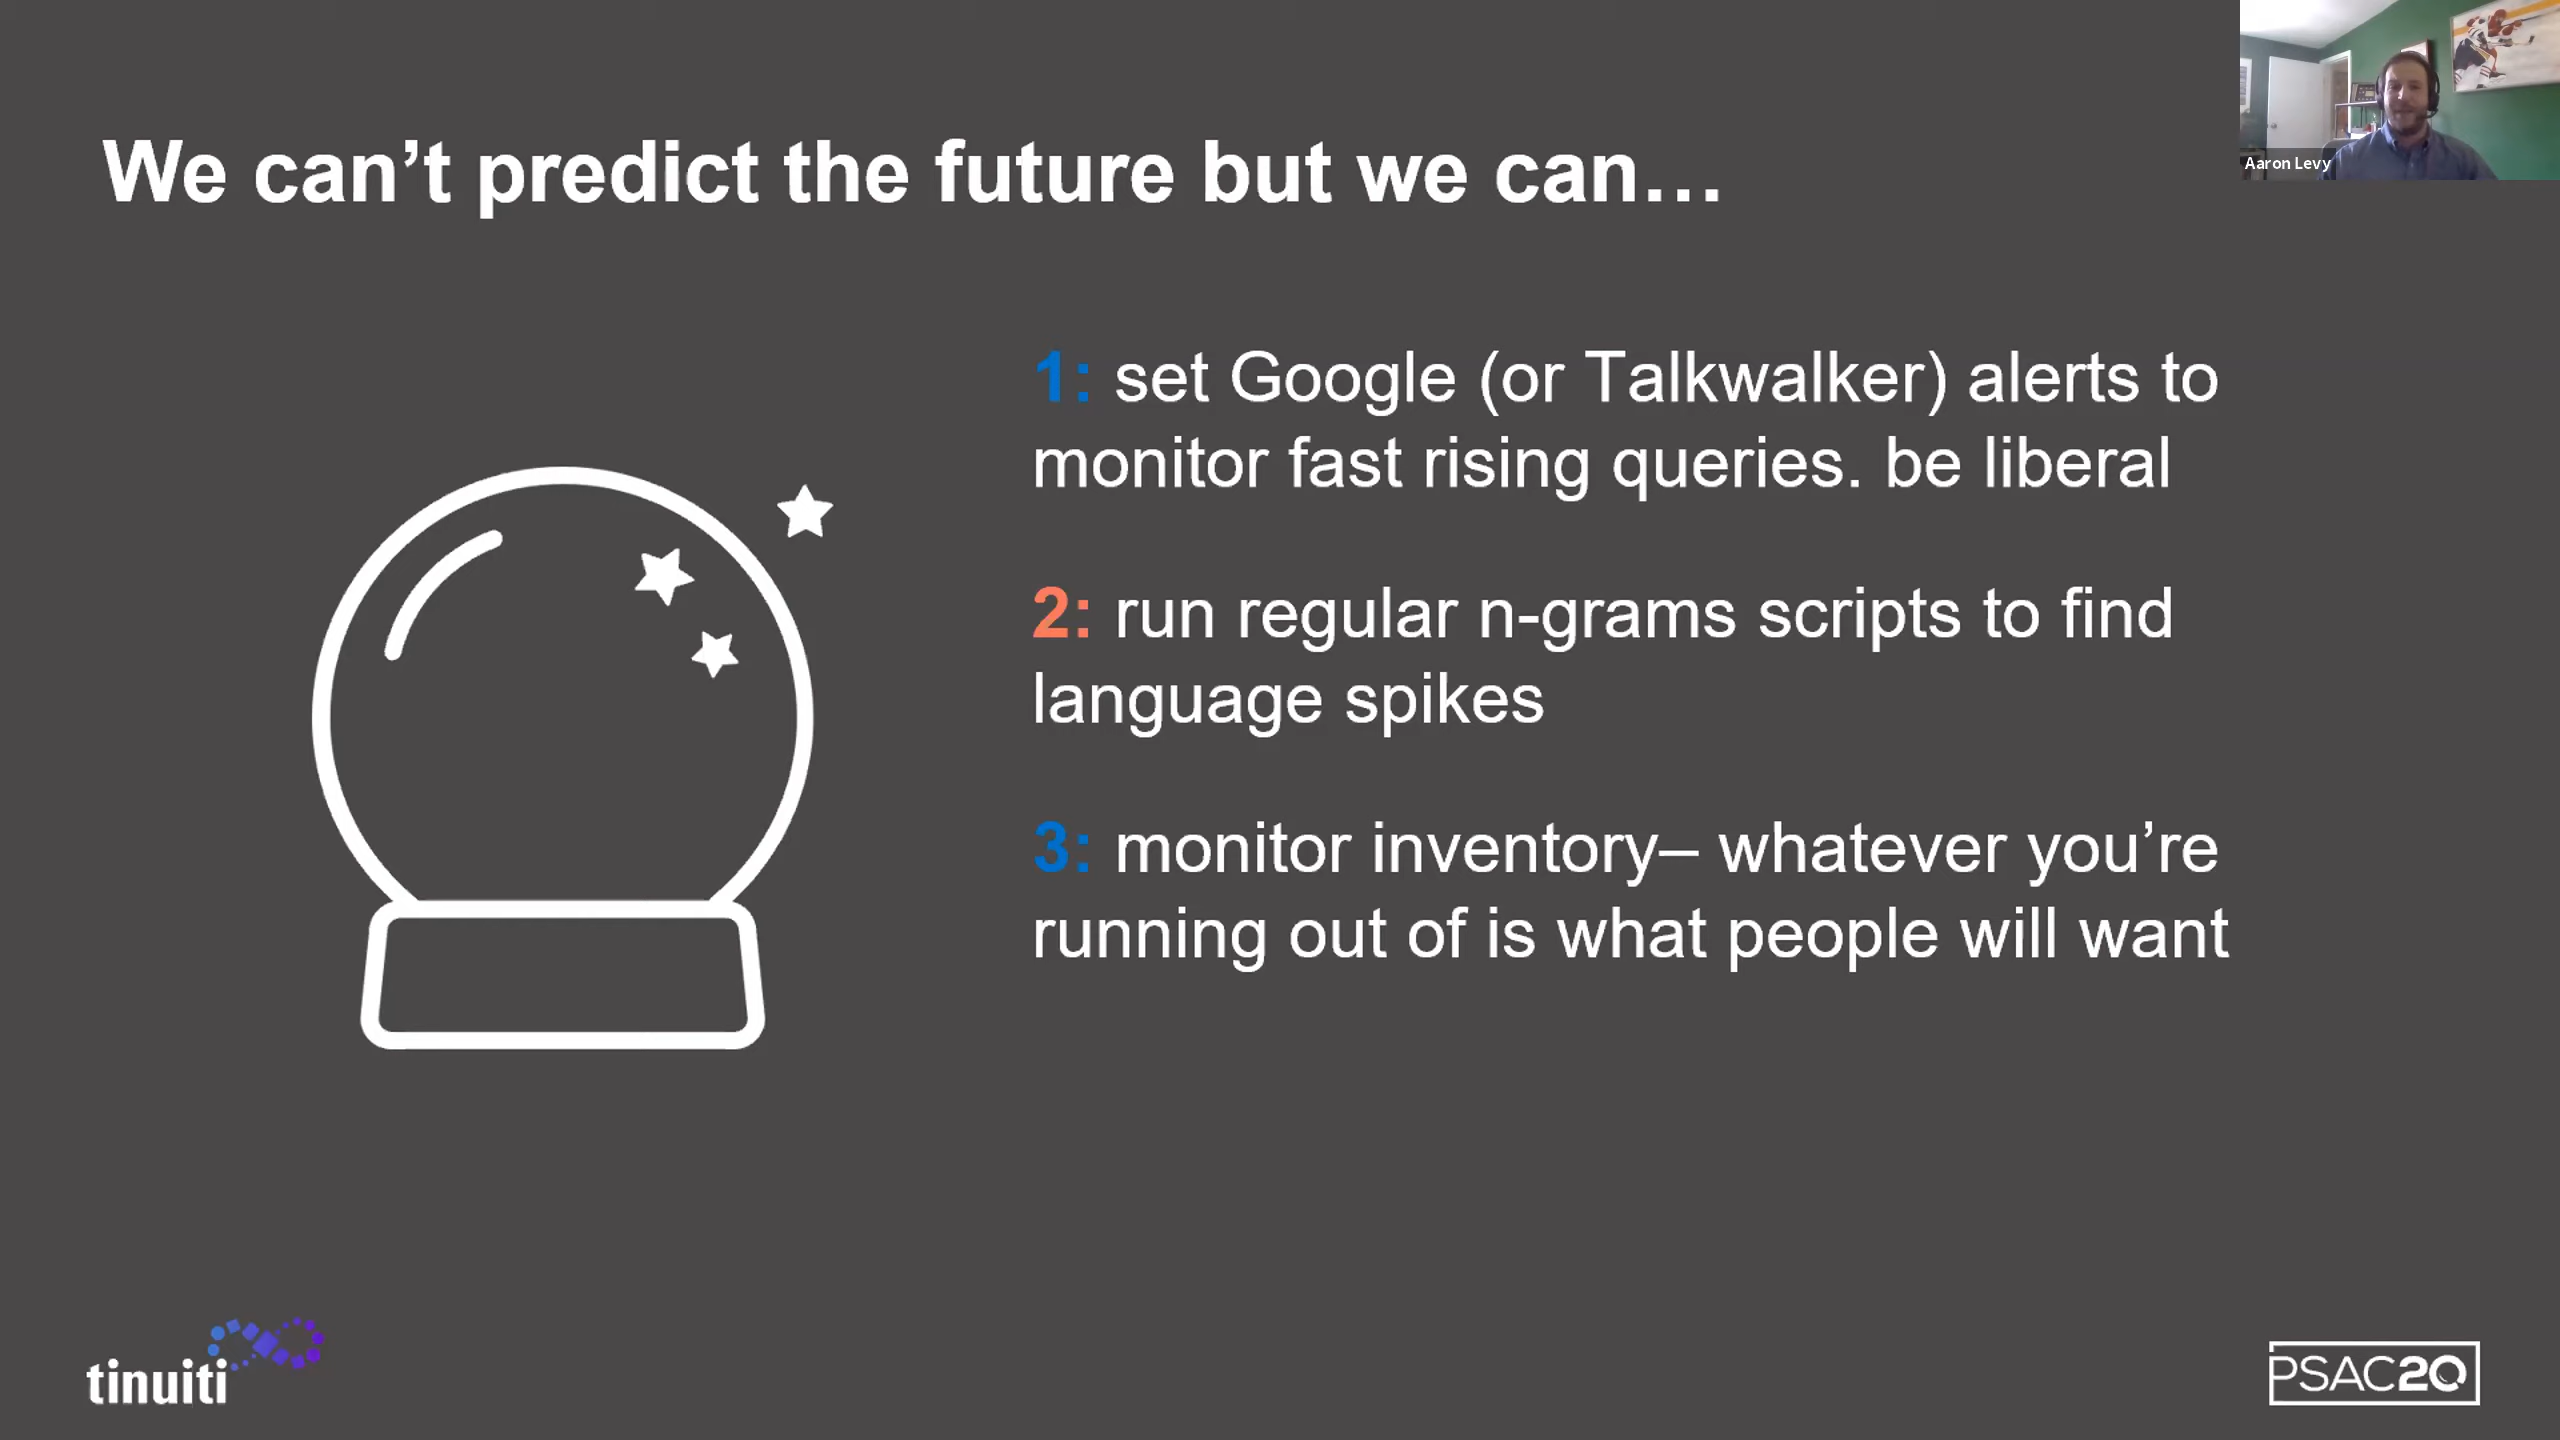 Aaron Levy
We can’t predict the future but we can…
1: set Google (or Talkwalker) alerts to
monitor fast rising queries. be liberal
2: run regular n-grams scripts to find
language spikes
3: monitor inventory– whatever you’re
running out of is what people will want
tinuiti
PSAC20